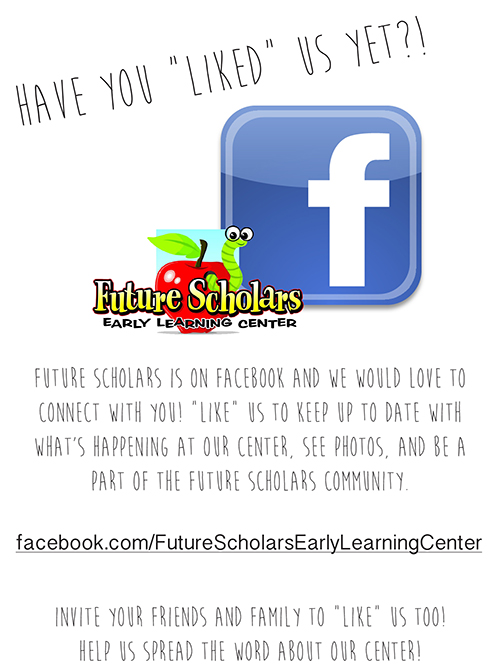 HAVE YOU "LIKED" US YET?!
f
Future Scholars
EARLY LEARNING CENTER
FUTURE SCHOLARS IS ON FACEBOOK AND WE WOULD LOVE TO
CONNECT WITH YOU! "LIKE" US TO KEEP UP TO DATE WITH
WHAT'S HAPPENING AT OUR CENTER, SEE PHOTOS, AND BE A
PART OF THE FUTURE SCHOLARS COMMUNITY.
facebook.com/FutureScholarsEarlyLearningCenter
INVITE YOUR FRIENDS AND FAMILY TO "LIKE" US TOO!
HELP US SPREAD THE WORD ABOUT OUR CENTER!